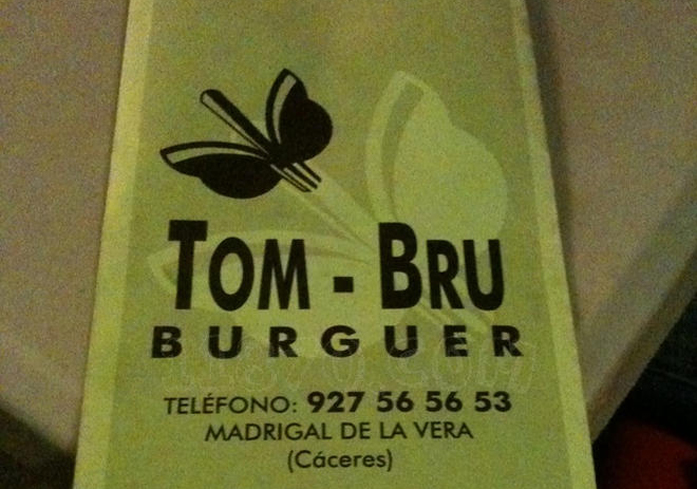 TOM - BRU
BURGUER
TELÉFONO: 927 56 56 53
MADRIGAL DE LA VERA
(Cáceres)